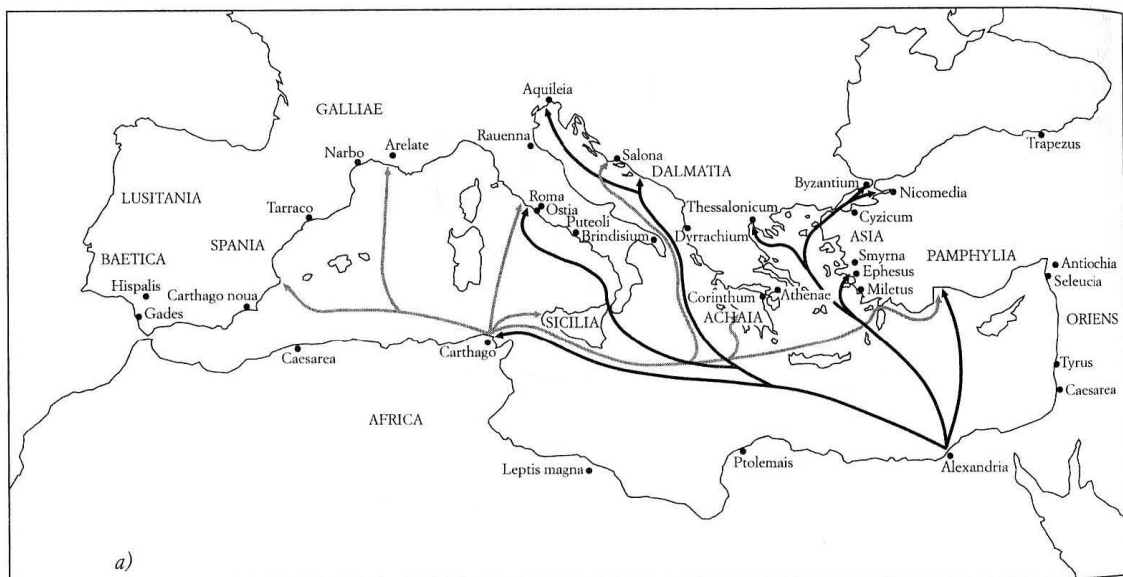 Aquileia
GALLIAE
Rauenna
Arelate
Narbo
Salona
Trapezus
DALMATIA
LUSITANIA
Byzantium
Nicomedia
Roma
Ostia
Thessalonicum
Tarraco
Cyzicum
Puteoli
Brindisium
Dyrrachium
ASIA
SPANIA
Smyrna
PAMPHYLIA
BAETICA
Ephesus
Antiochia
Seleucia
Hispalis
Carthago noua
Corinthum
Athenae
Miletus
Gades
SICILIA
ACHAIA
ORIENS
Carthago
Caesarea
Tyrus
Caesarea
AFRICA
Leptis magna
Ptolemais
Alexandria
a)